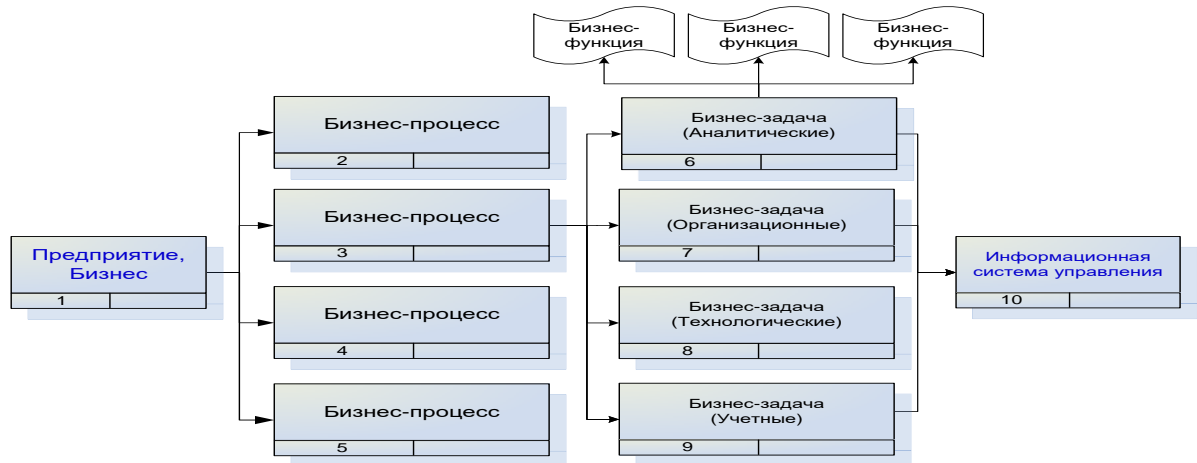 Бизнес-
функция
Бизнес-
функция
Бизнес-
функция
Предприятие,
Бизнес
1
Бизнес-процесс
2
Бизнес-процесс
3
Бизнес-процесс
4
Бизнес-процесс
5
Бизнес-задача
(Аналитические)
6
Бизнес-задача
(Организационные)
7
Бизнес-задача
(Технологические)
8
Бизнес-задача
(Учетные)
9
Информационная
система управления
10